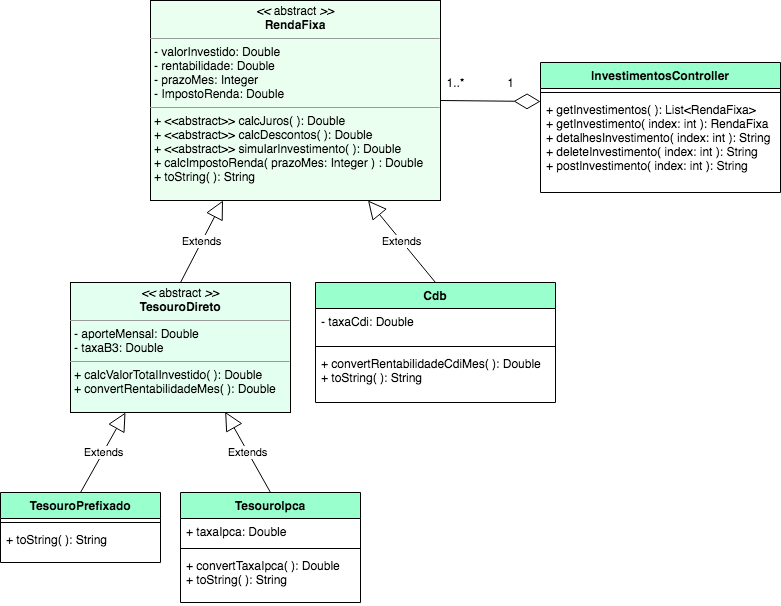 << abstract >>
RendaFixa
- valorInvestido: Double
- rentabilidade: Double
- prazoMes: Integer
- ImpostoRenda: Double
+ <<abstract>> calcJuros( ): Double
+ <<abstract>> calcDescontos( ): Double
+ <<abstract>> simularInvestimento( ): Double
+ calcImpostoRenda( prazoMes: Integer ) : Double
+ toString( ): String
1..*
1
InvestimentosController
+ getInvestimentos( ): List<RendaFixa>
+ getInvestimento( index: int ): RendaFixa
+ detalhesInvestimento( index: int ): String
+ deleteInvestimento( index: int ): String
+ postInvestimento( index: int ): String
Extends
Extends
<< abstract >>
TesouroDireto
- aporteMensal: Double
- taxaB3: Double
+ calcValorTotalInvestido( ): Double
+ convertRentabilidadeMes( ): Double
Cdb
- taxaCdi: Double
+ convertRentabilidadeCdiMes( ): Double
+ toString( ): String
Extends
Extends
TesouroPrefixado
+ toString( ): String
TesouroIpca
+ taxaIpca: Double
+ convertTaxaIpca( ): Double
+ toString( ): String